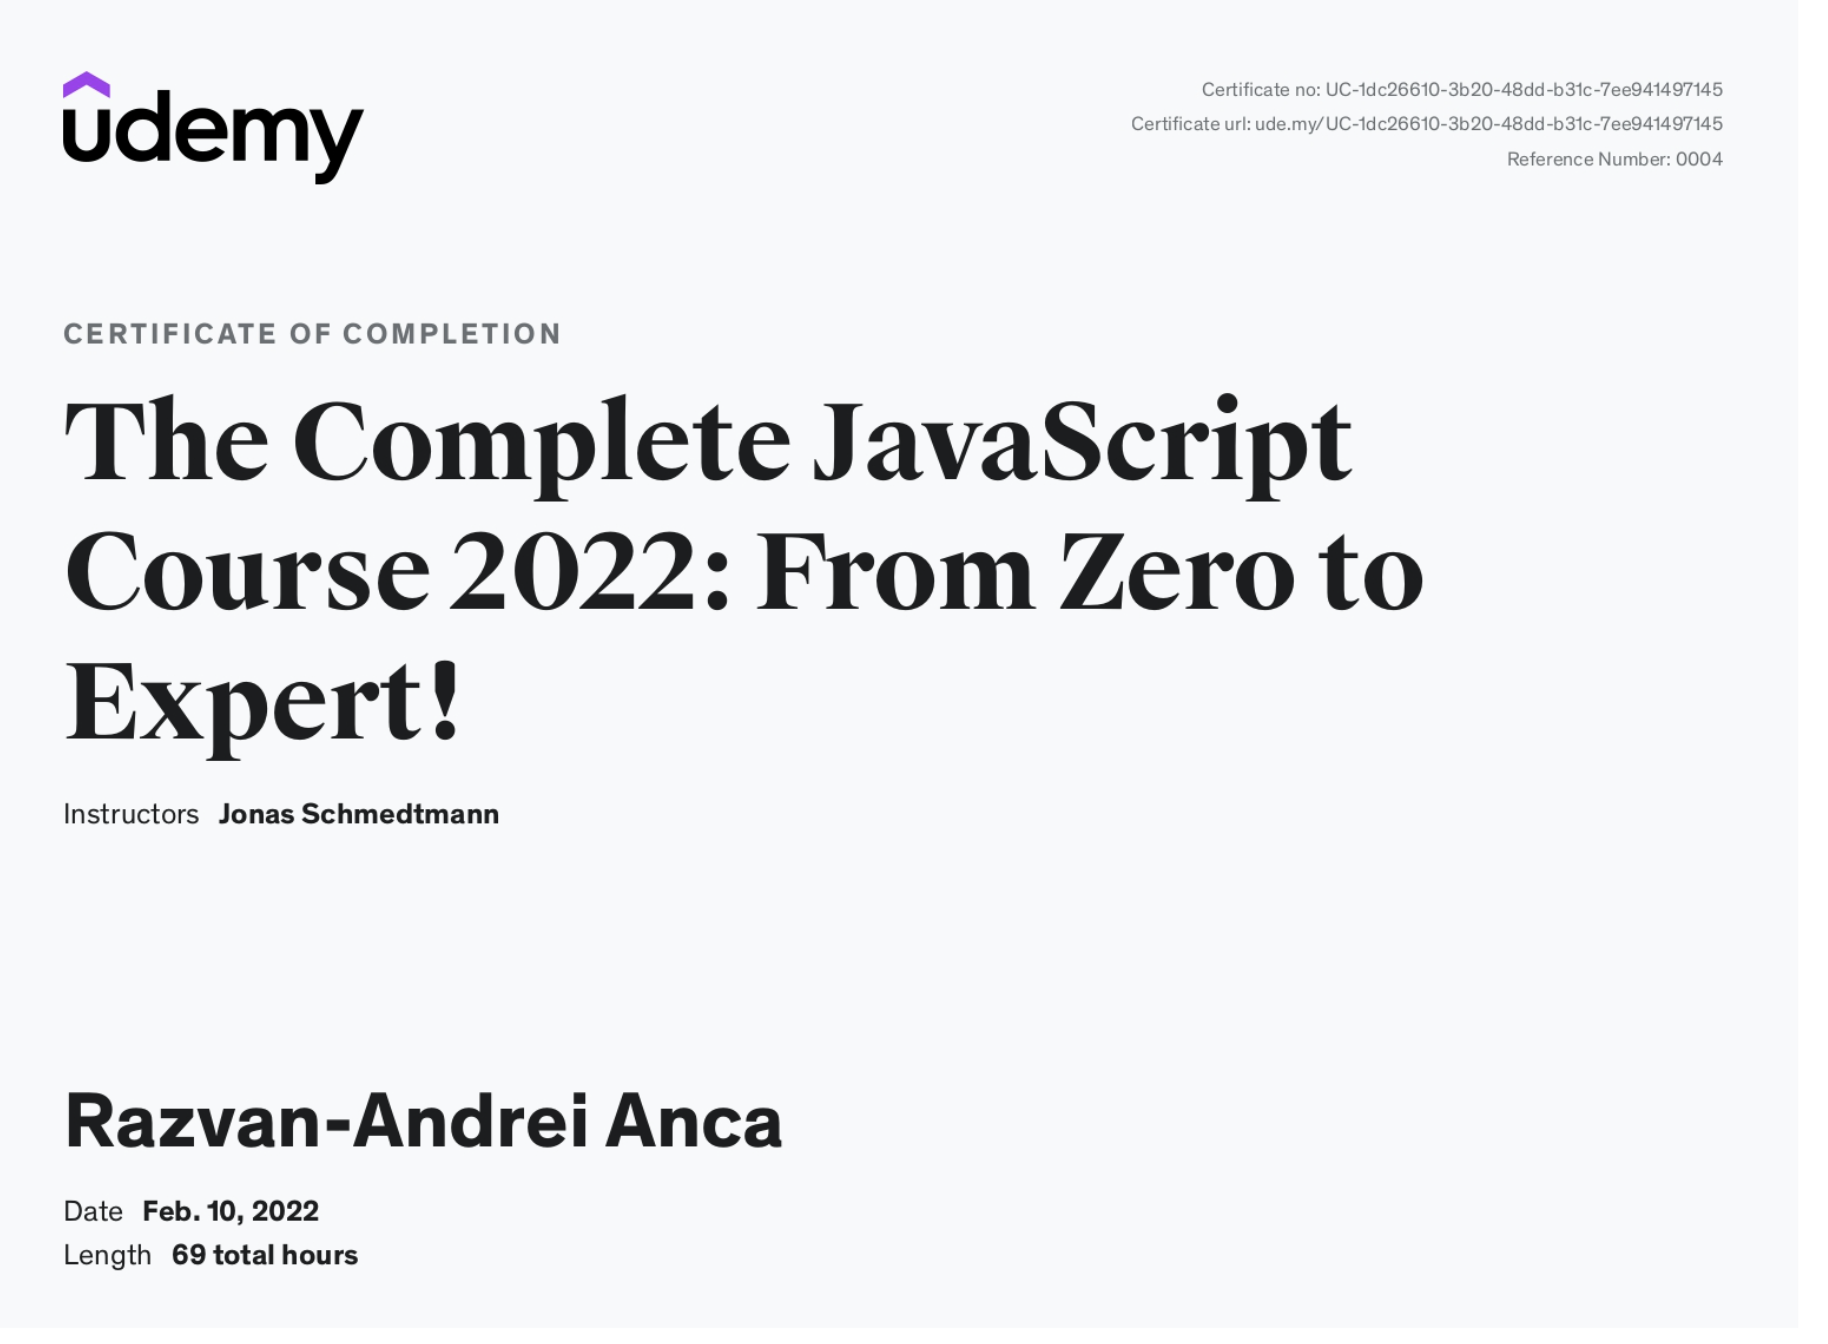 udemy
Certificate no: UC-1dc26610-3b20-48dd-b31c-7ee941497145
Certificate url: ude.my/UC-1dc26610-3b20-48dd-b31c-7ee941497145
Reference Number: 0004
CERTIFICATE OF COMPLETION
The Complete JavaScript
Course 2022: From Zero to
Expert!
Instructors Jonas Schmedtmann
Razvan-Andrei Anca
Date Feb. 10, 2022
Length 69 total hours